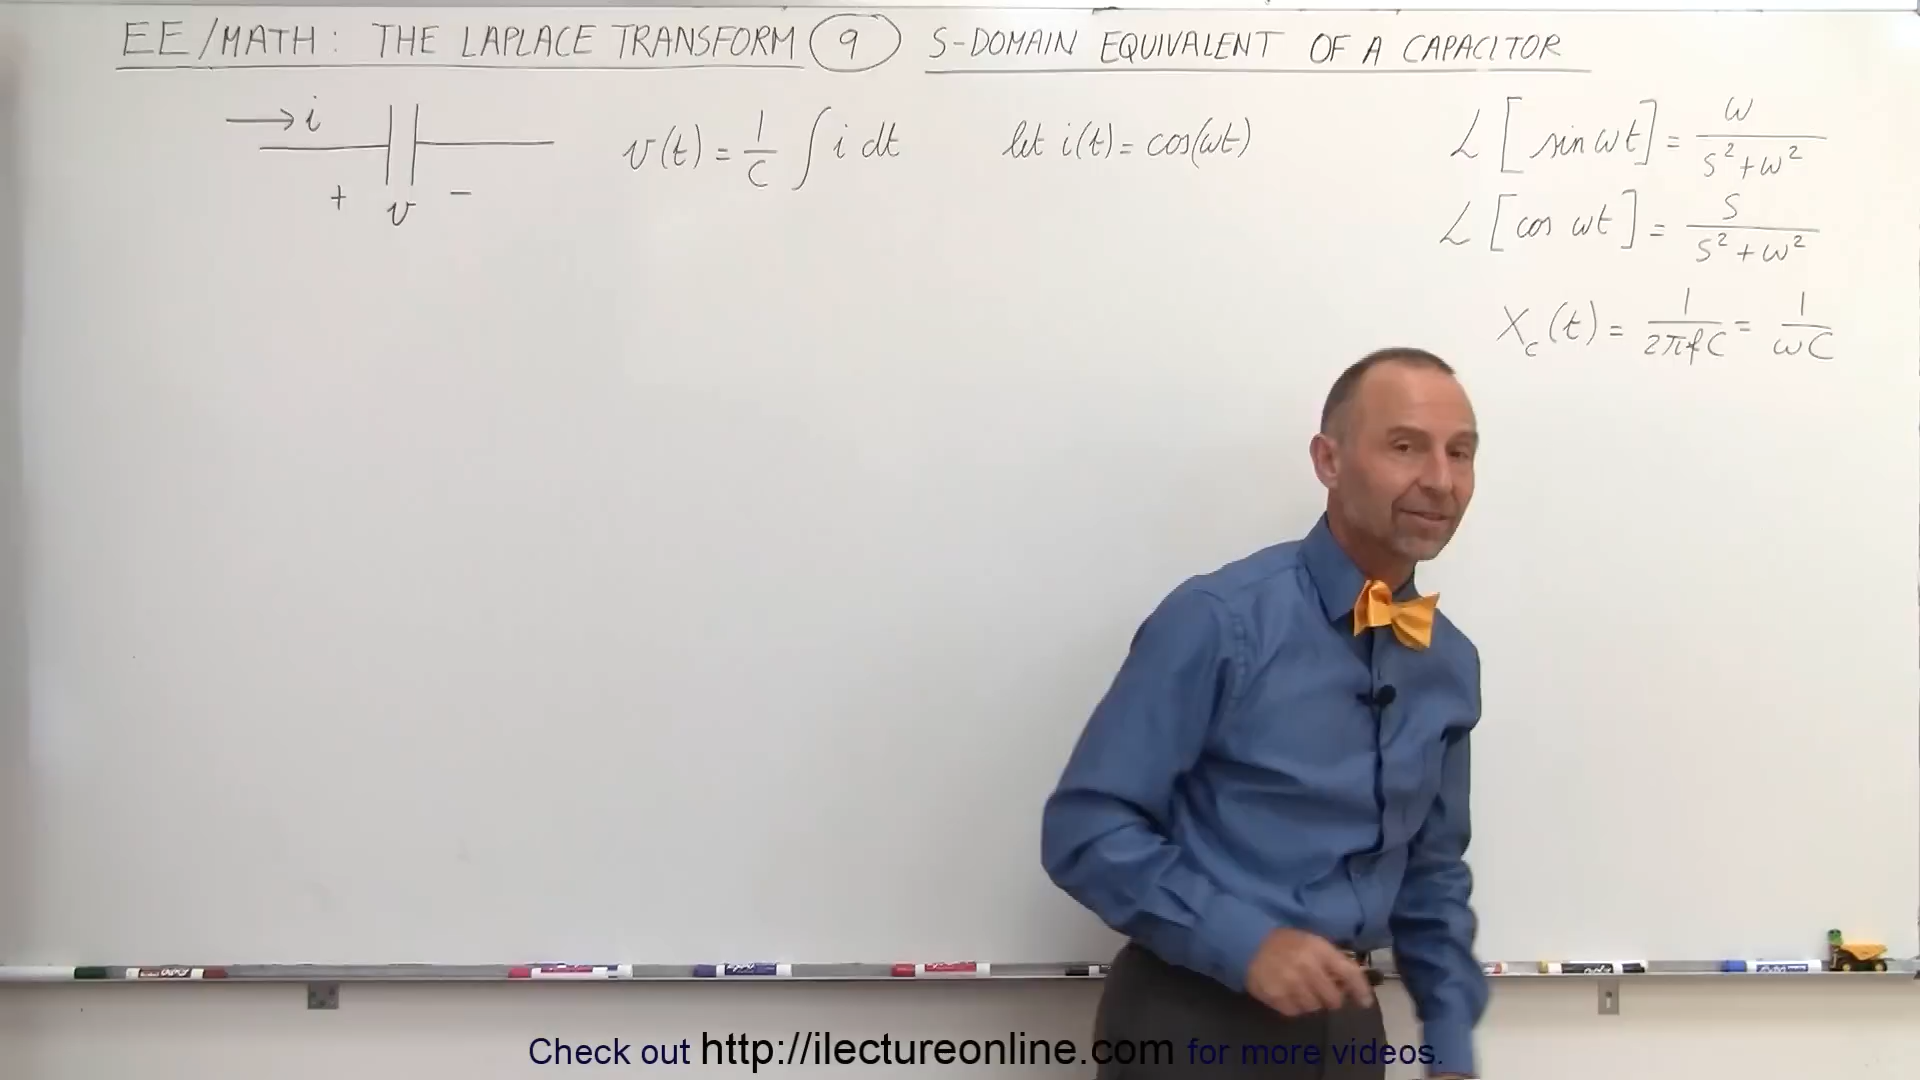 EE/MATH: THE LAPLACE TRANSFORM 9 S-DOMAIN EQUIVALENT OF A CAPACITOR
→ i
+ v −
v(t) = 1/C ∫ i dt
let i(t) = cos(ωt)
L [sin ωt] = ω/(s² + ω²)
L [cos ωt] = s/(s² + ω²)
X_c(t) = 1/(2πfC) = 1/(ωC)
Check out http://ilectureonline.com for more videos.